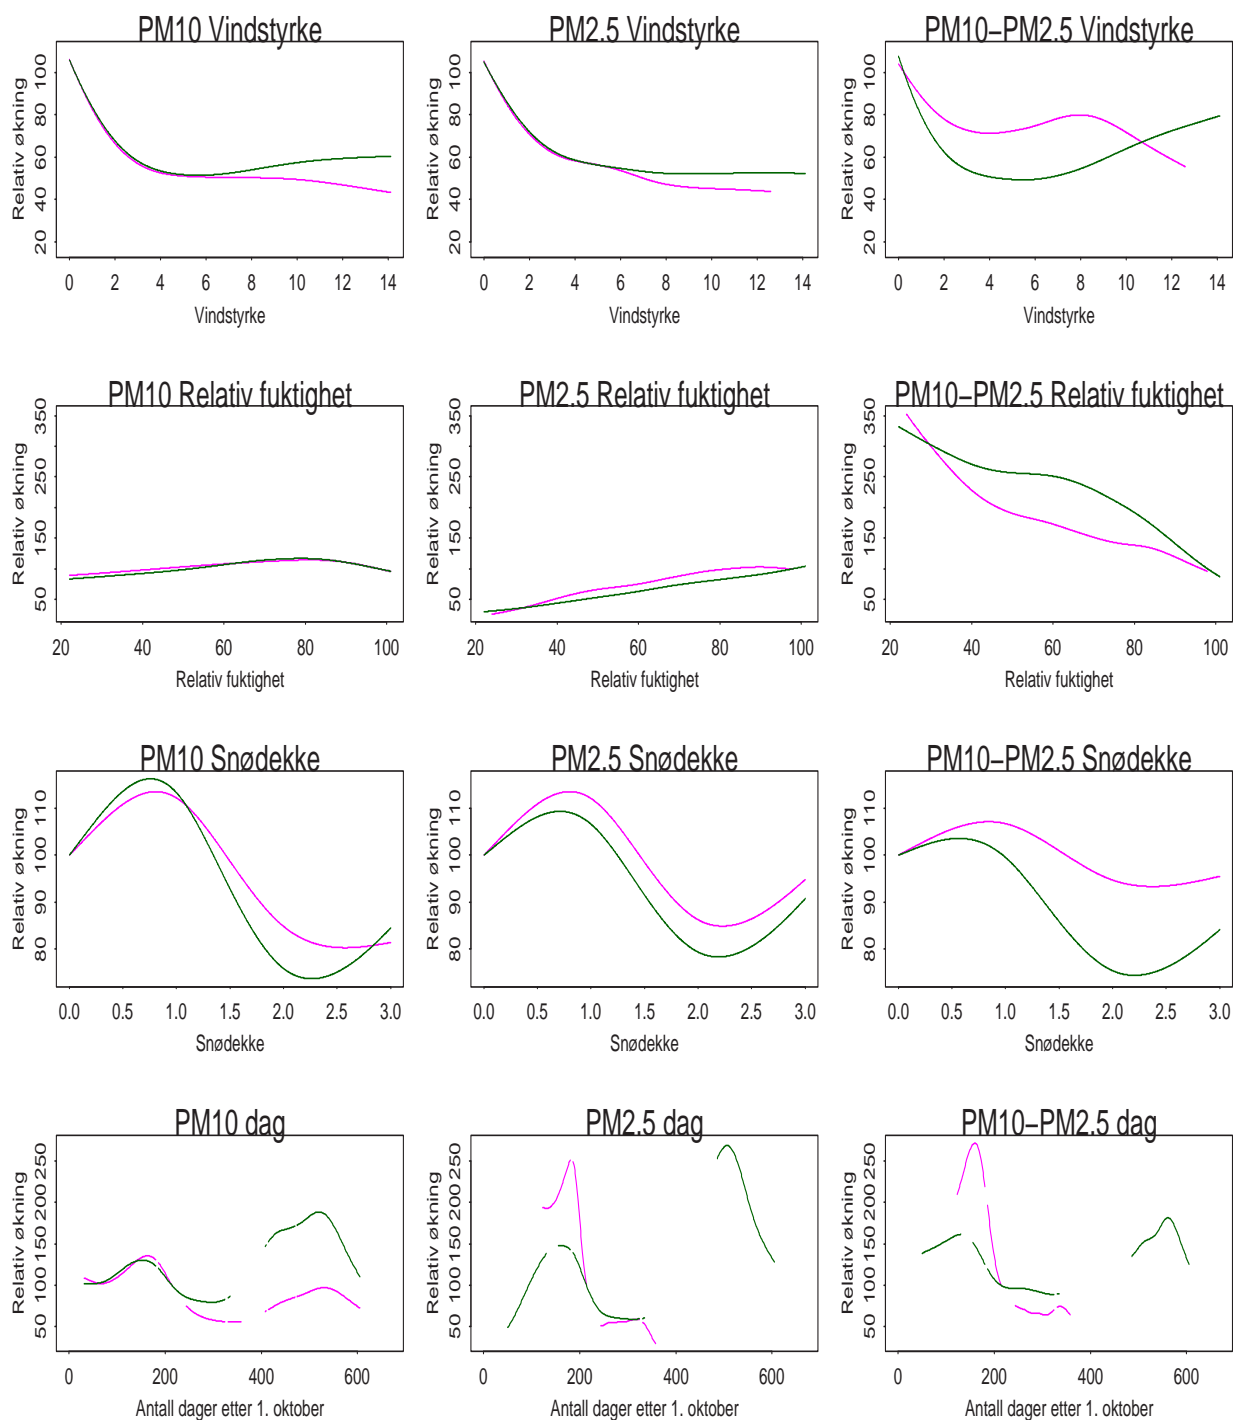 PM10 Vindstyrke
Relativ økning
20 40 60 80 100
0 2 4 6 8 10 12 14
Vindstyrke
PM2.5 Vindstyrke
Relativ økning
20 40 60 80 100
0 2 4 6 8 10 12 14
Vindstyrke
PM10−PM2.5 Vindstyrke
Relativ økning
20 40 60 80 100
0 2 4 6 8 10 12 14
Vindstyrke
PM10 Relativ fuktighet
Relativ økning
50 150 250 350
20 40 60 80 100
Relativ fuktighet
PM2.5 Relativ fuktighet
Relativ økning
50 150 250 350
20 40 60 80 100
Relativ fuktighet
PM10−PM2.5 Relativ fuktighet
Relativ økning
50 150 250 350
20 40 60 80 100
Relativ fuktighet
PM10 Snødekke
Relativ økning
80 90 100 110
0.0 0.5 1.0 1.5 2.0 2.5 3.0
Snødekke
PM2.5 Snødekke
Relativ økning
80 90 100 110
0.0 0.5 1.0 1.5 2.0 2.5 3.0
Snødekke
PM10−PM2.5 Snødekke
Relativ økning
80 90 100 110
0.0 0.5 1.0 1.5 2.0 2.5 3.0
Snødekke
PM10 dag
Relativ økning
50 100 150 200 250
0 200 400 600
Antall dager etter 1. oktober
PM2.5 dag
Relativ økning
50 100 150 200 250
0 200 400 600
Antall dager etter 1. oktober
PM10−PM2.5 dag
Relativ økning
50 100 150 200 250
0 200 400 600
Antall dager etter 1. oktober